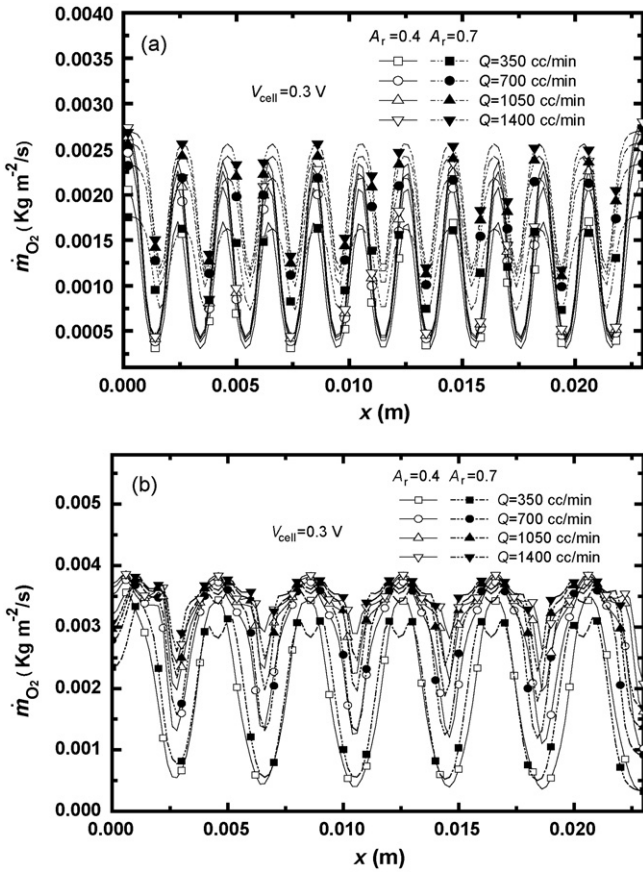 (a)
A_r=0.4 A_r=0.7
Q=350 cc/min
Q=700 cc/min
Q=1050 cc/min
Q=1400 cc/min
V_cell=0.3 V
0.0040
0.0035
0.0030
0.0025
0.0020
0.0015
0.0010
0.0005
ṁ_O₂ (Kg m⁻²/s)
0.000 0.005 0.010 0.015 0.020
x (m)
(b)
A_r=0.4 A_r=0.7
Q=350 cc/min
Q=700 cc/min
Q=1050 cc/min
Q=1400 cc/min
V_cell=0.3 V
0.005
0.004
0.003
0.002
0.001
0.000
ṁ_O₂ (Kg m⁻²/s)
0.000 0.005 0.010 0.015 0.020
x (m)